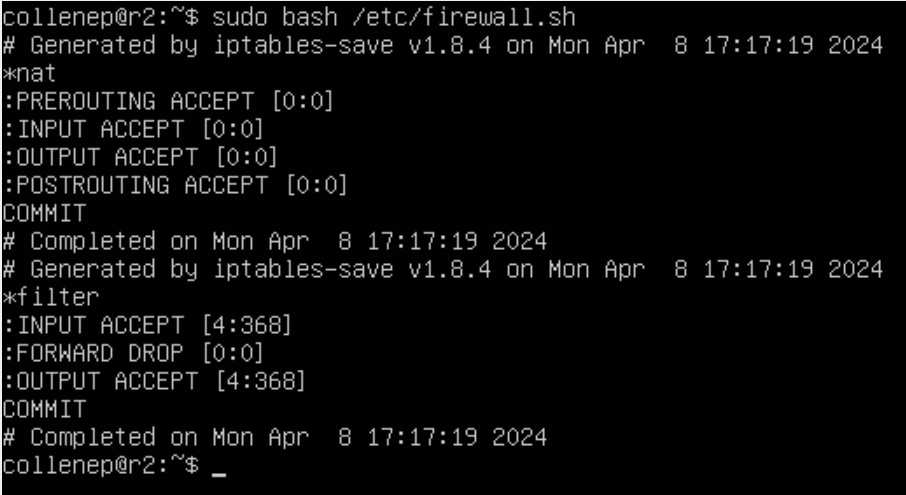 collenep@r2:~$ sudo bash /etc/firewall.sh
# Generated by iptables-save v1.8.4 on Mon Apr  8 17:17:19 2024
*nat
:PREROUTING ACCEPT [0:0]
:INPUT ACCEPT [0:0]
:OUTPUT ACCEPT [0:0]
:POSTROUTING ACCEPT [0:0]
COMMIT
# Completed on Mon Apr  8 17:17:19 2024
# Generated by iptables-save v1.8.4 on Mon Apr  8 17:17:19 2024
*filter
:INPUT ACCEPT [4:368]
:FORWARD DROP [0:0]
:OUTPUT ACCEPT [4:368]
COMMIT
# Completed on Mon Apr  8 17:17:19 2024
collenep@r2:~$ _